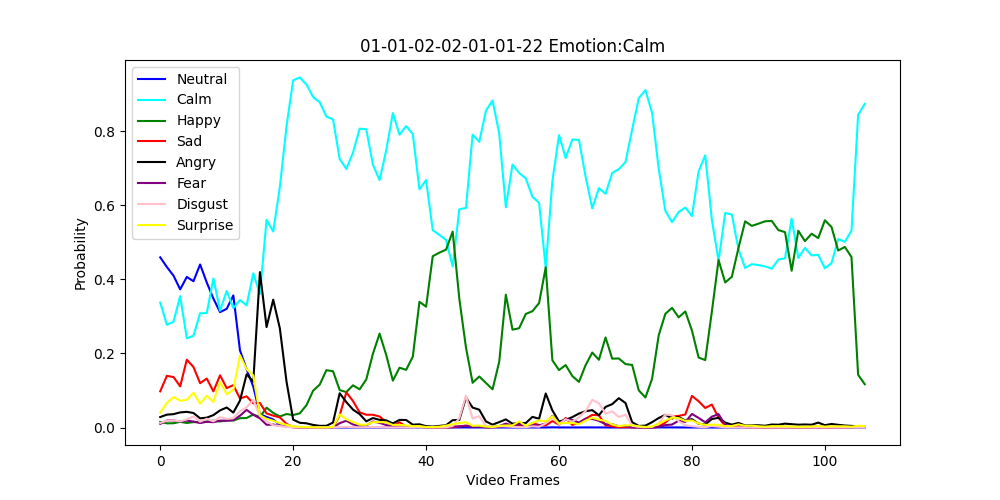 01-01-02-02-01-01-22 Emotion:Calm
Neutral
Calm
Happy
Sad
Angry
Fear
Disgust
Surprise
Probability
0.8
0.6
0.4
0.2
0.0
0 20 40 60 80 100
Video Frames